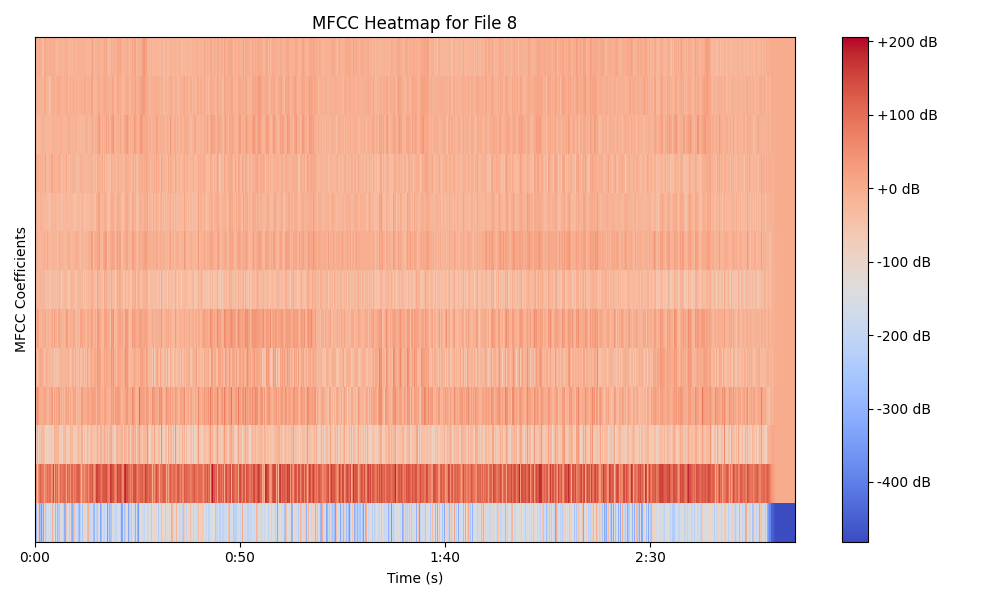 MFCC Heatmap for File 8
MFCC Coefficients
0:00
0:50
1:40
2:30
Time (s)
+200 dB
+100 dB
+0 dB
-100 dB
-200 dB
-300 dB
-400 dB